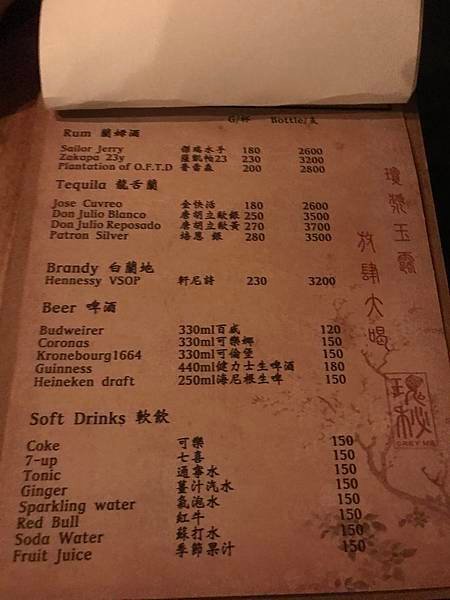 G/杯 Bottle/支
Rum 蘭姆酒
Sailor Jerry 傑瑞水手 180 2600
Zakapa 23y 薩凱帕23 230 3200
Plantation of O.F.T.D 普雷森 200 2800
Tequila 龍舌蘭
Jose Cuvreo 金快活 180 2600
Don Julio Blanco 唐胡立歐銀 250 3500
Don Julio Reposado 唐胡立歐黃 270 3700
Patron Silver 培恩 銀 280 3500
Brandy 白蘭地
Hennessy VSOP 軒尼詩 230 3200
Beer 啤酒
Budweirer 330ml百威 120
Coronas 330ml可樂娜 150
Kronebourg1664 330ml可倫堡 150
Guinness 440ml健力士生啤酒 180
Heineken draft 250ml海尼根生啤 150
Soft Drinks 軟飲
Coke 可樂 150
7-up 七喜 150
Tonic 通寧水 150
Ginger 薑汁汽水 150
Sparkling water 氣泡水 150
Red Bull 紅牛 150
Soda Water 蘇打水 150
Fruit Juice 季節果汁 150
瓊漿玉露
放肆大喝
瑰秘